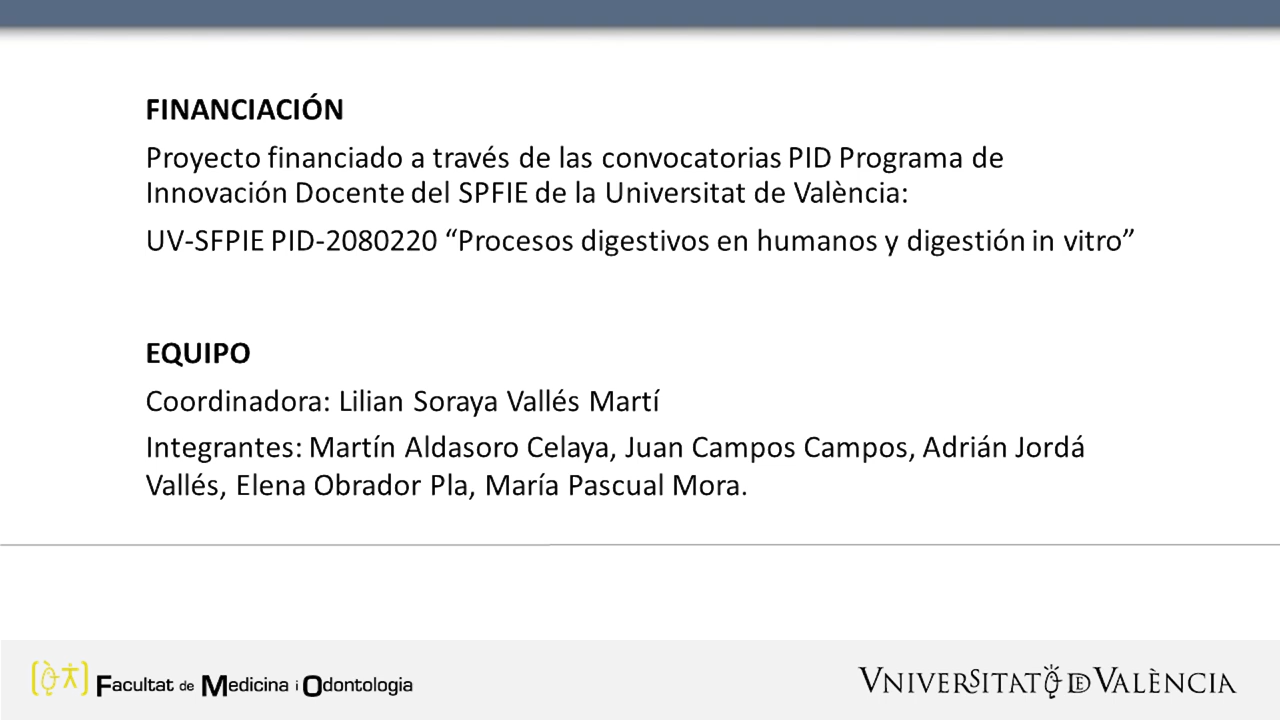 FINANCIACIÓN
Proyecto financiado a través de las convocatorias PID Programa de
Innovación Docente del SPFIE de la Universitat de València:
UV-SFPIE PID-2080220 “Procesos digestivos en humanos y digestión in vitro”
EQUIPO
Coordinadora: Lilian Soraya Vallés Martí
Integrantes: Martín Aldasoro Celaya, Juan Campos Campos, Adrián Jordá
Vallés, Elena Obrador Pla, María Pascual Mora.
Facultat de Medicina i Odontologia
VNIVERSITAT DE VALÈNCIA